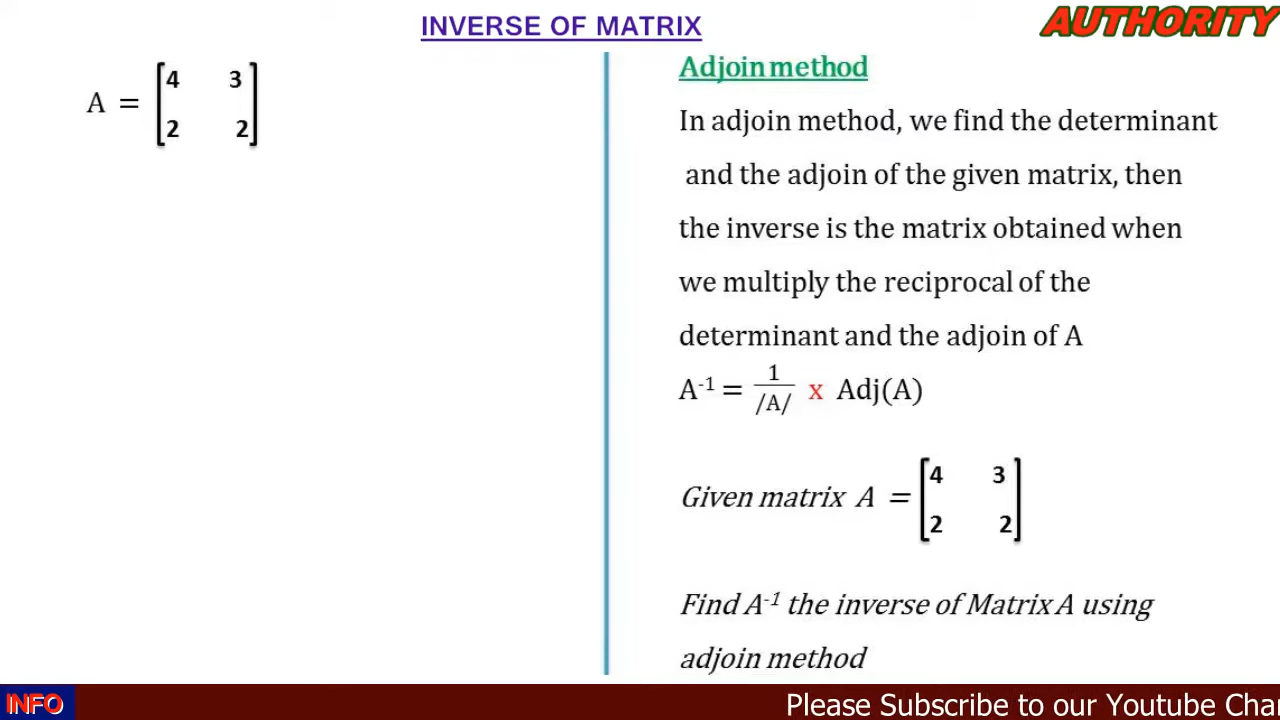 INVERSE OF MATRIX
AUTHORITY
A = [4 3
2 2]
Adjoin method
In adjoin method, we find the determinant
and the adjoin of the given matrix, then
the inverse is the matrix obtained when
we multiply the reciprocal of the
determinant and the adjoin of A
A⁻¹ = 1 / /A/ x Adj(A)
Given matrix A = [4 3
2 2]
Find A⁻¹ the inverse of Matrix A using
adjoin method
INFO
Please Subscribe to our Youtube Cha